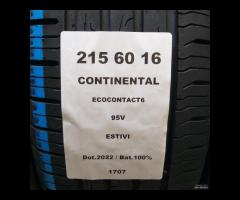 215 60 16
CONTINENTAL
ECOCONTACT6
95V
ESTIVI
Dot.2022 / Bat.100%
1707